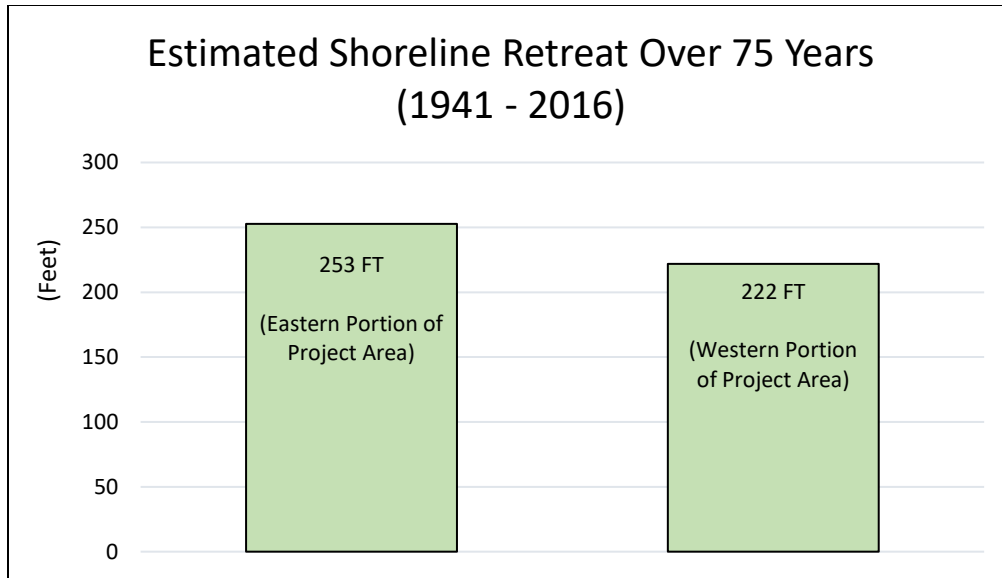 Estimated Shoreline Retreat Over 75 Years
(1941 - 2016)
300
250
200
150
100
50
0
(Feet)
253 FT
(Eastern Portion of
Project Area)
222 FT
(Western Portion
of Project Area)